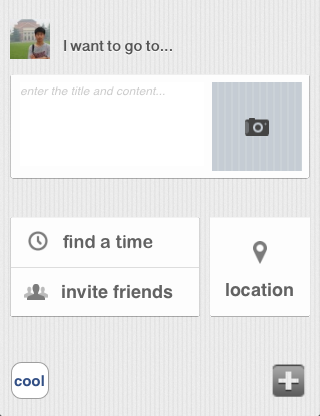 I want to go to...
enter the title and content...
find a time
invite friends
location
cool